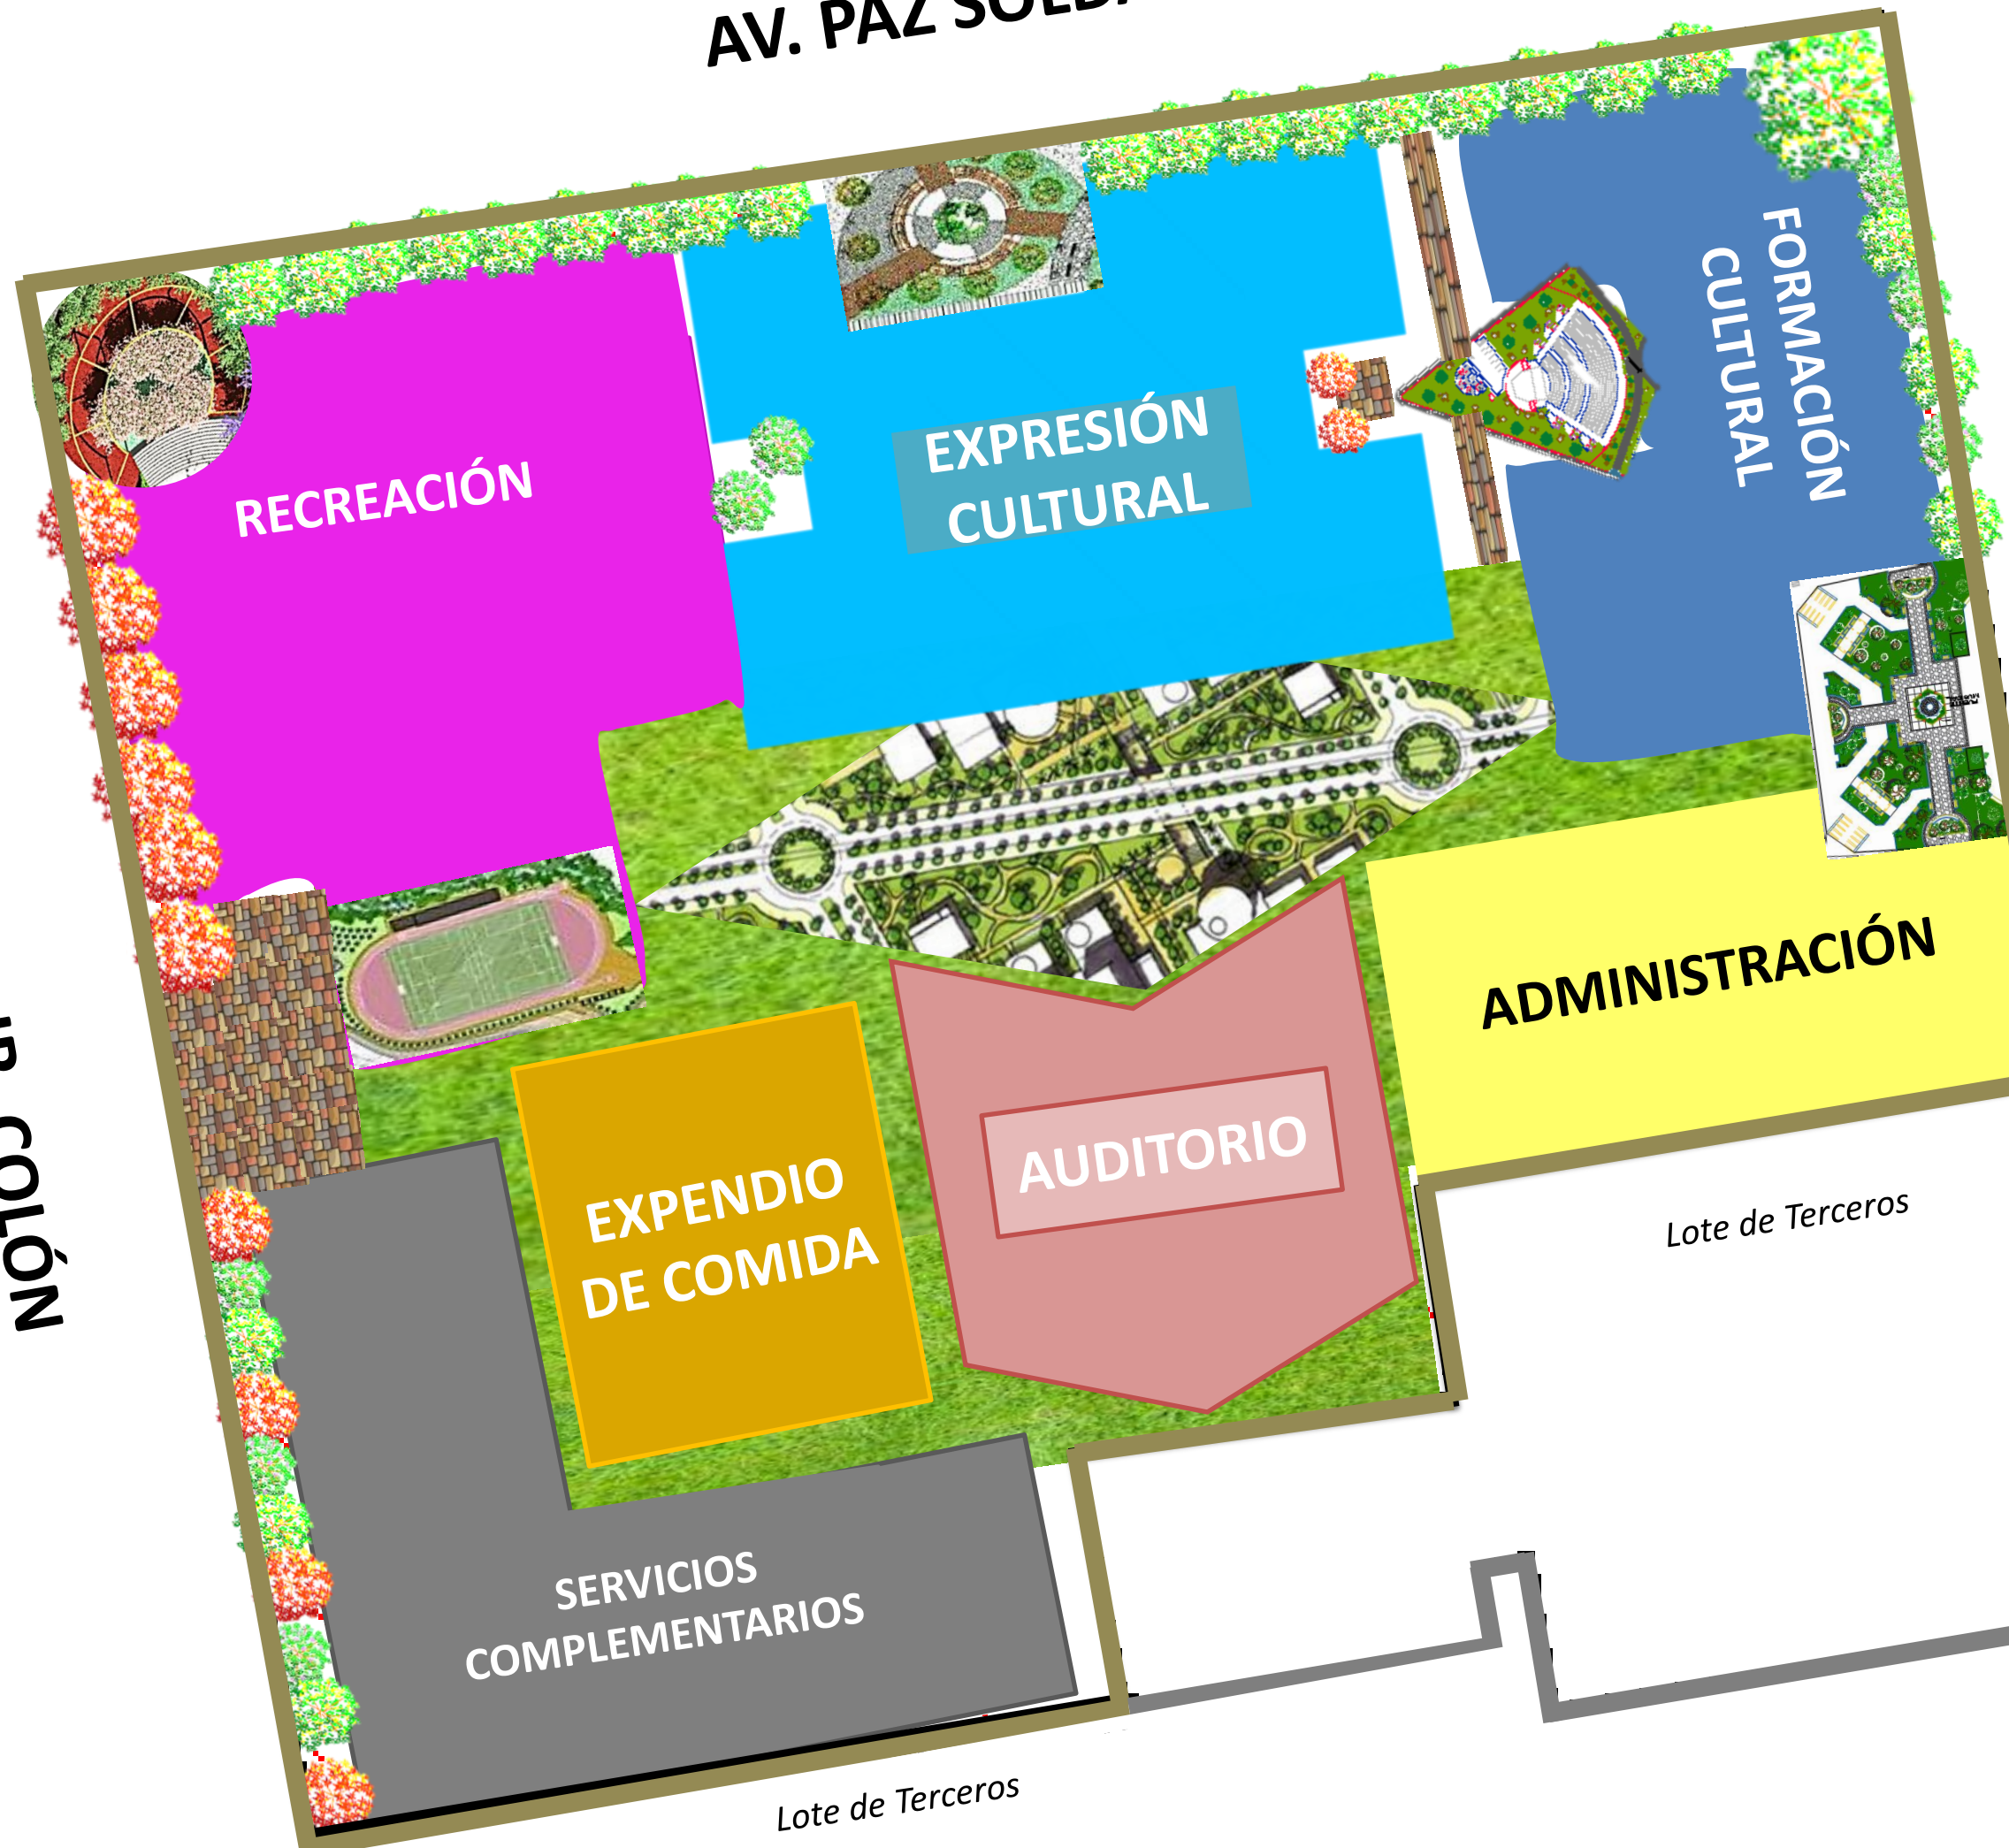 AV. PAZ
RECREACIÓN
EXPRESIÓN
CULTURAL
FORMACIÓN
CULTURAL
ADMINISTRACIÓN
AUDITORIO
EXPENDIO
DE COMIDA
COLÓN
Lote de Terceros
SERVICIOS
COMPLEMENTARIOS
Lote de Terceros